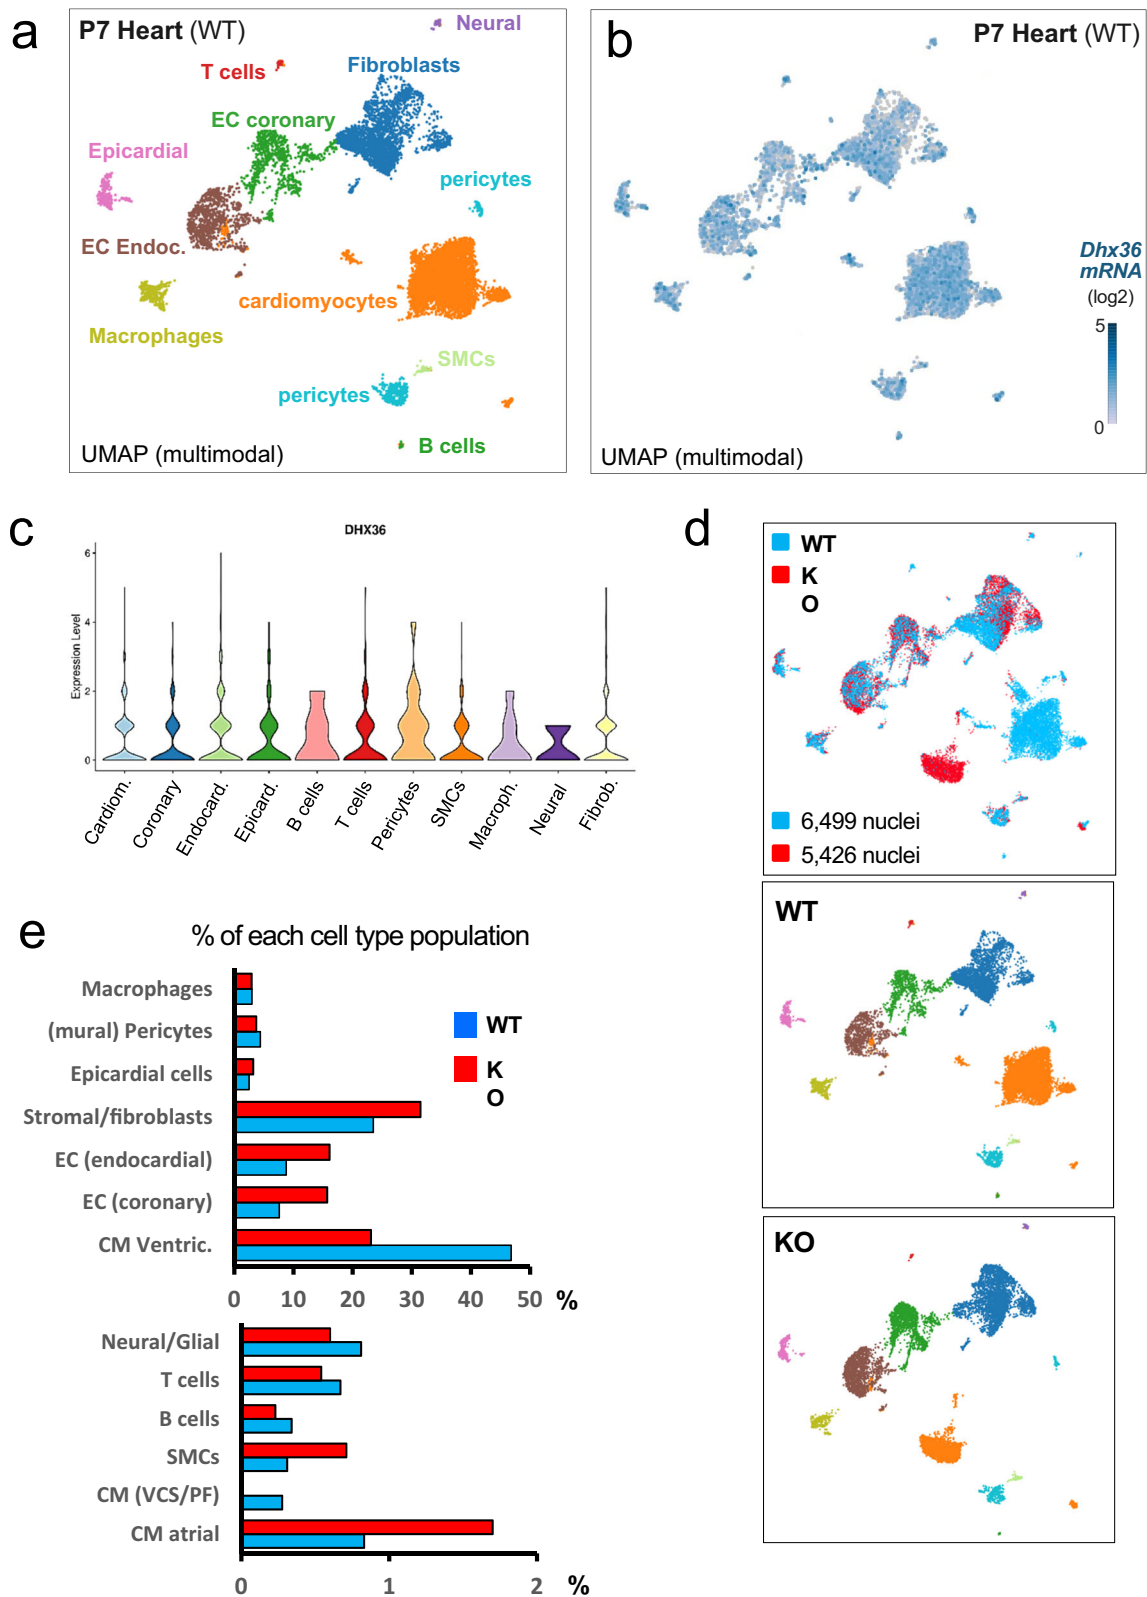 a
P7 Heart (WT)
Neural
T cells
Fibroblasts
EC coronary
Epicardial
pericytes
EC Endoc.
cardiomyocytes
Macrophages
SMCs
pericytes
B cells
UMAP (multimodal)
b
P7 Heart (WT)
Dhx36
mRNA
(log2)
5
0
UMAP (multimodal)
c
DHX36
Expression Level
6
4
2
0
Cardiom.
Coronary
Endocard.
Epicard.
B cells
T cells
Pericytes
SMCs
Macroph.
Neural
Fibrob.
d
WT
K
O
6,499 nuclei
5,426 nuclei
WT
KO
e
% of each cell type population
Macrophages
(mural) Pericytes
Epicardial cells
Stromal/fibroblasts
EC (endocardial)
EC (coronary)
CM Ventric.
WT
K
O
0 10 20 30 40 50 %
Neural/Glial
T cells
B cells
SMCs
CM (VCS/PF)
CM atrial
0 1 2 %